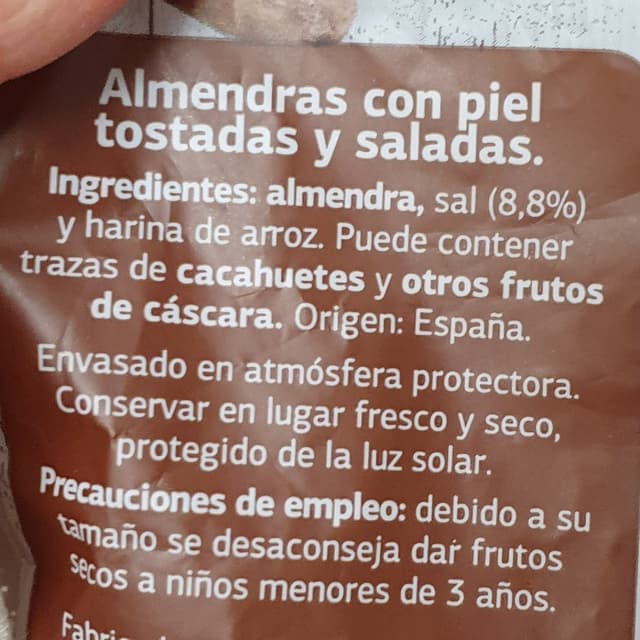 Almendras con piel
tostadas y saladas.
Ingredientes: almendra, sal (8,8%)
y harina de arroz. Puede contener
trazas de cacahuetes y otros frutos
de cáscara. Origen: España.
Envasado en atmósfera protectora.
Conservar en lugar fresco y seco,
protegido de la luz solar.
Precauciones de empleo: debido a su
tamaño se desaconseja dar frutos
secos a niños menores de 3 años.